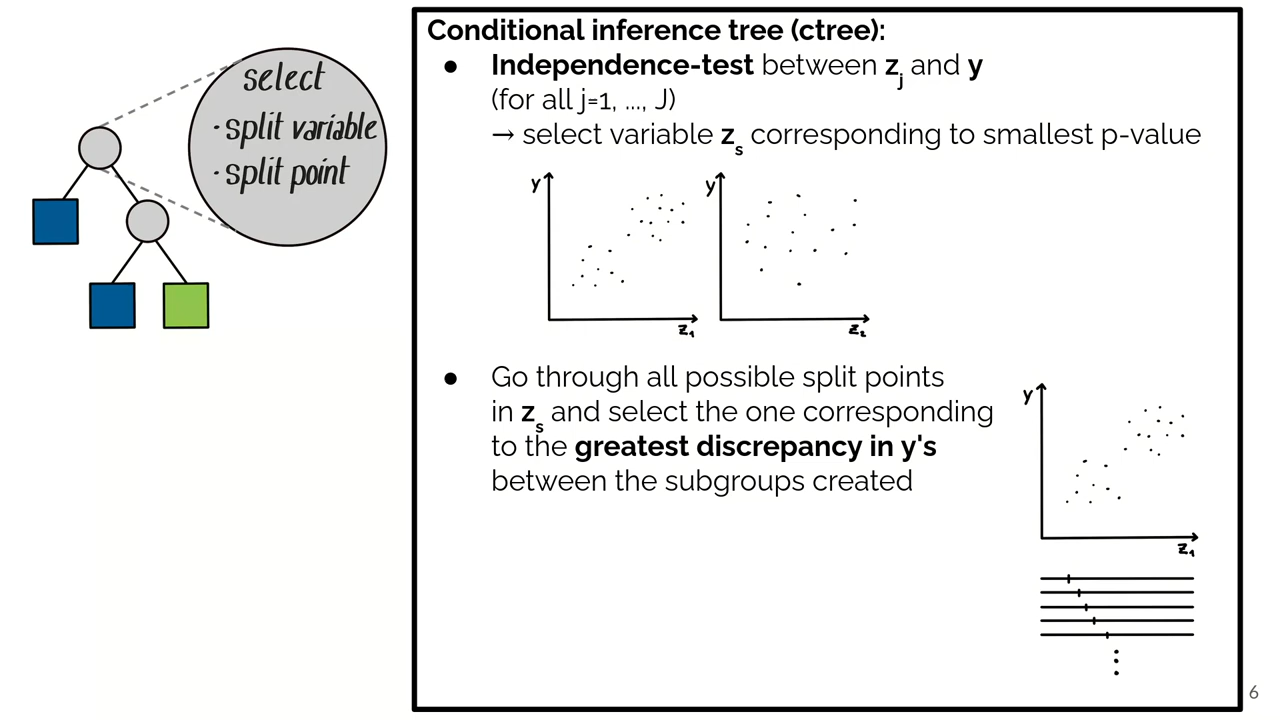 select
· split variable
· split point
Conditional inference tree (ctree):
● Independence-test between zj and y
(for all j=1, ..., J)
→ select variable zs corresponding to smallest p-value
y
z1
y
z2
● Go through all possible split points
in zs and select the one corresponding
to the greatest discrepancy in y's
between the subgroups created
y
z1
6